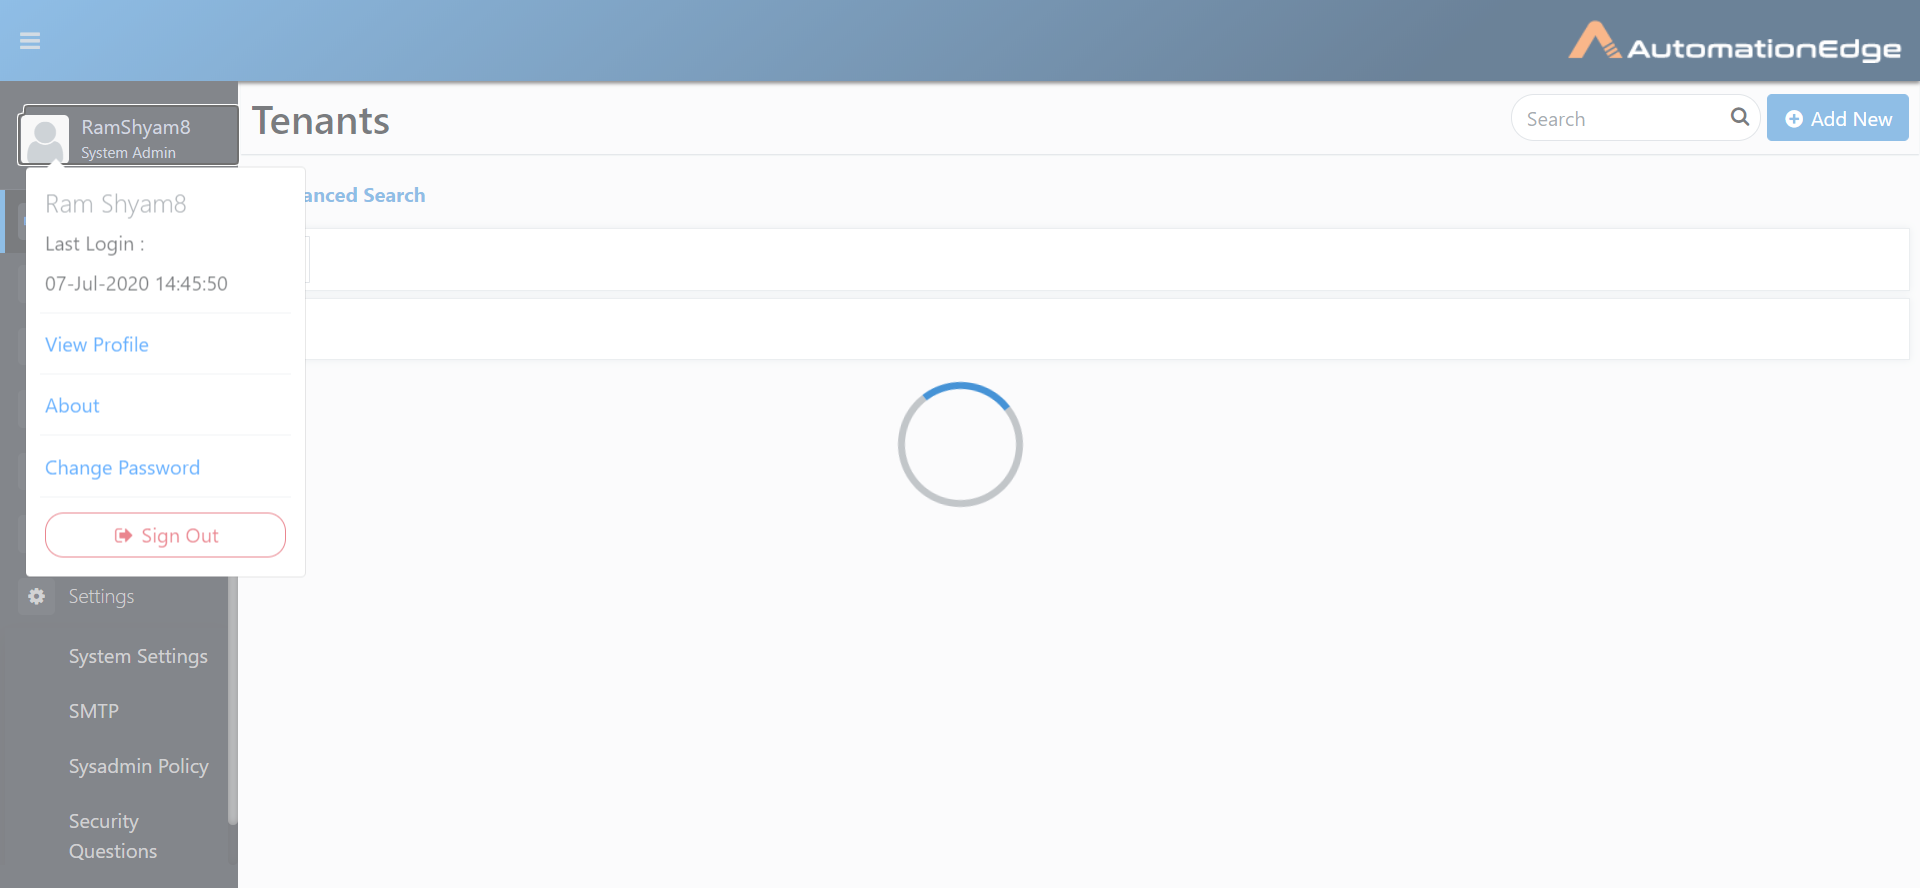 AutomationEdge
RamShyam8
System Admin
Tenants
Search
Add New
anced Search
Ram Shyam8
Last Login :
07-Jul-2020 14:45:50
View Profile
About
Change Password
Sign Out
Settings
System Settings
SMTP
Sysadmin Policy
Security
Questions